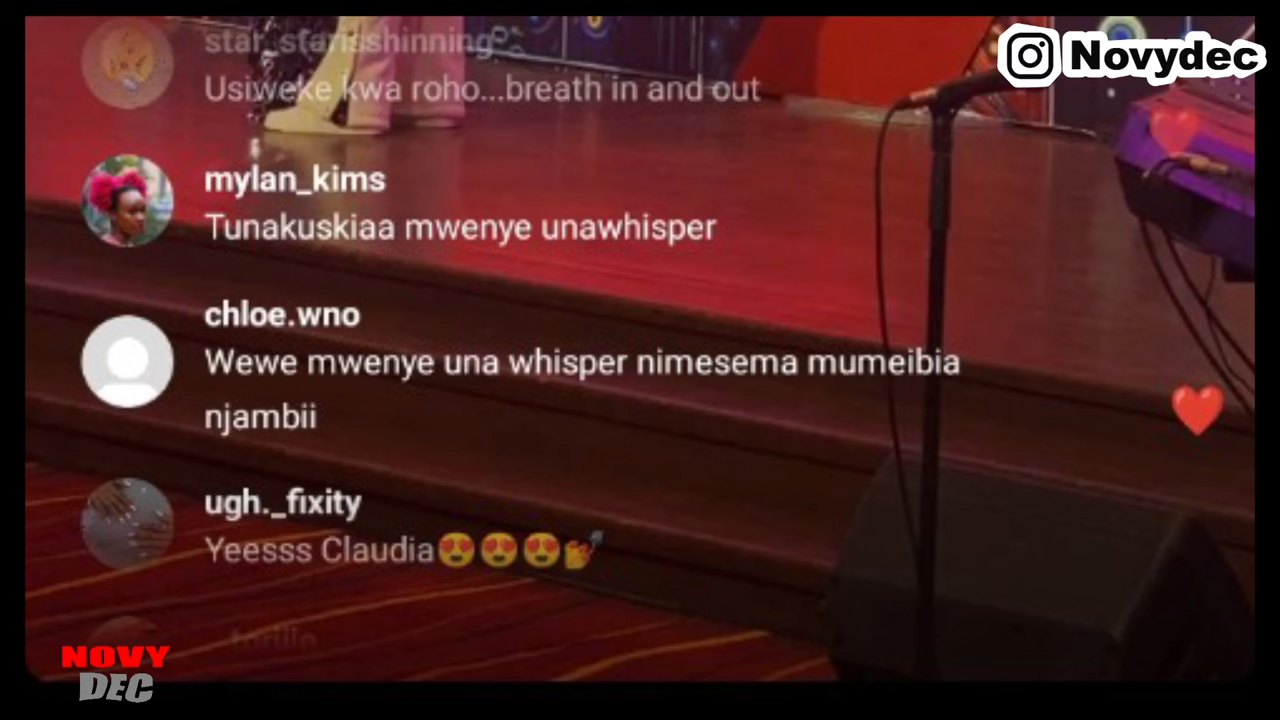 Novydec
star_starisshinning
Usiweke kwa roho...breath in and out
mylan_kims
Tunakuskiaa mwenye unawhisper
chloe.wno
Wewe mwenye una whisper nimesema mumeibia
njambii
ugh._fixity
Yeesss Claudia😍😍😍💅
NOVY
DEC